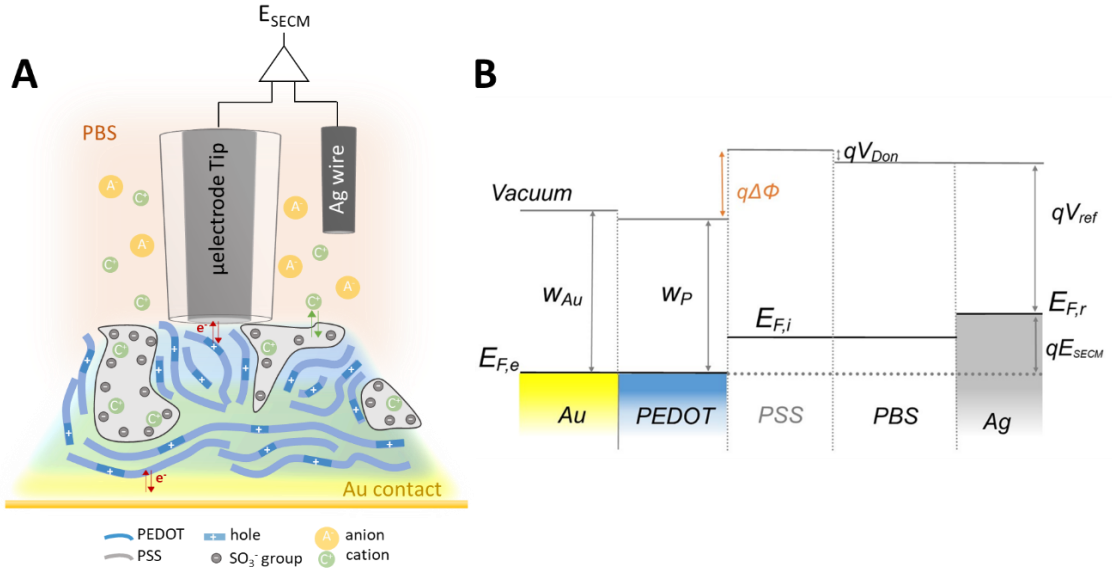 E_SECM
A
PBS
μelectrode Tip
Ag wire
A⁻
C⁺
A⁻
C⁺
C⁺
A⁻
A⁻
C⁺
A⁻
C⁺
e⁻
C⁺
C⁺
C⁺
C⁺
C⁺
C⁺
e⁻
Au contact
PEDOT
hole
A⁻ anion
PSS
SO₃⁻ group
C⁺ cation
B
qV_Don
Vacuum
qΔΦ
qV_ref
w_Au
w_P
E_F,i
E_F,r
E_F,e
qE_SECM
Au
PEDOT
PSS
PBS
Ag